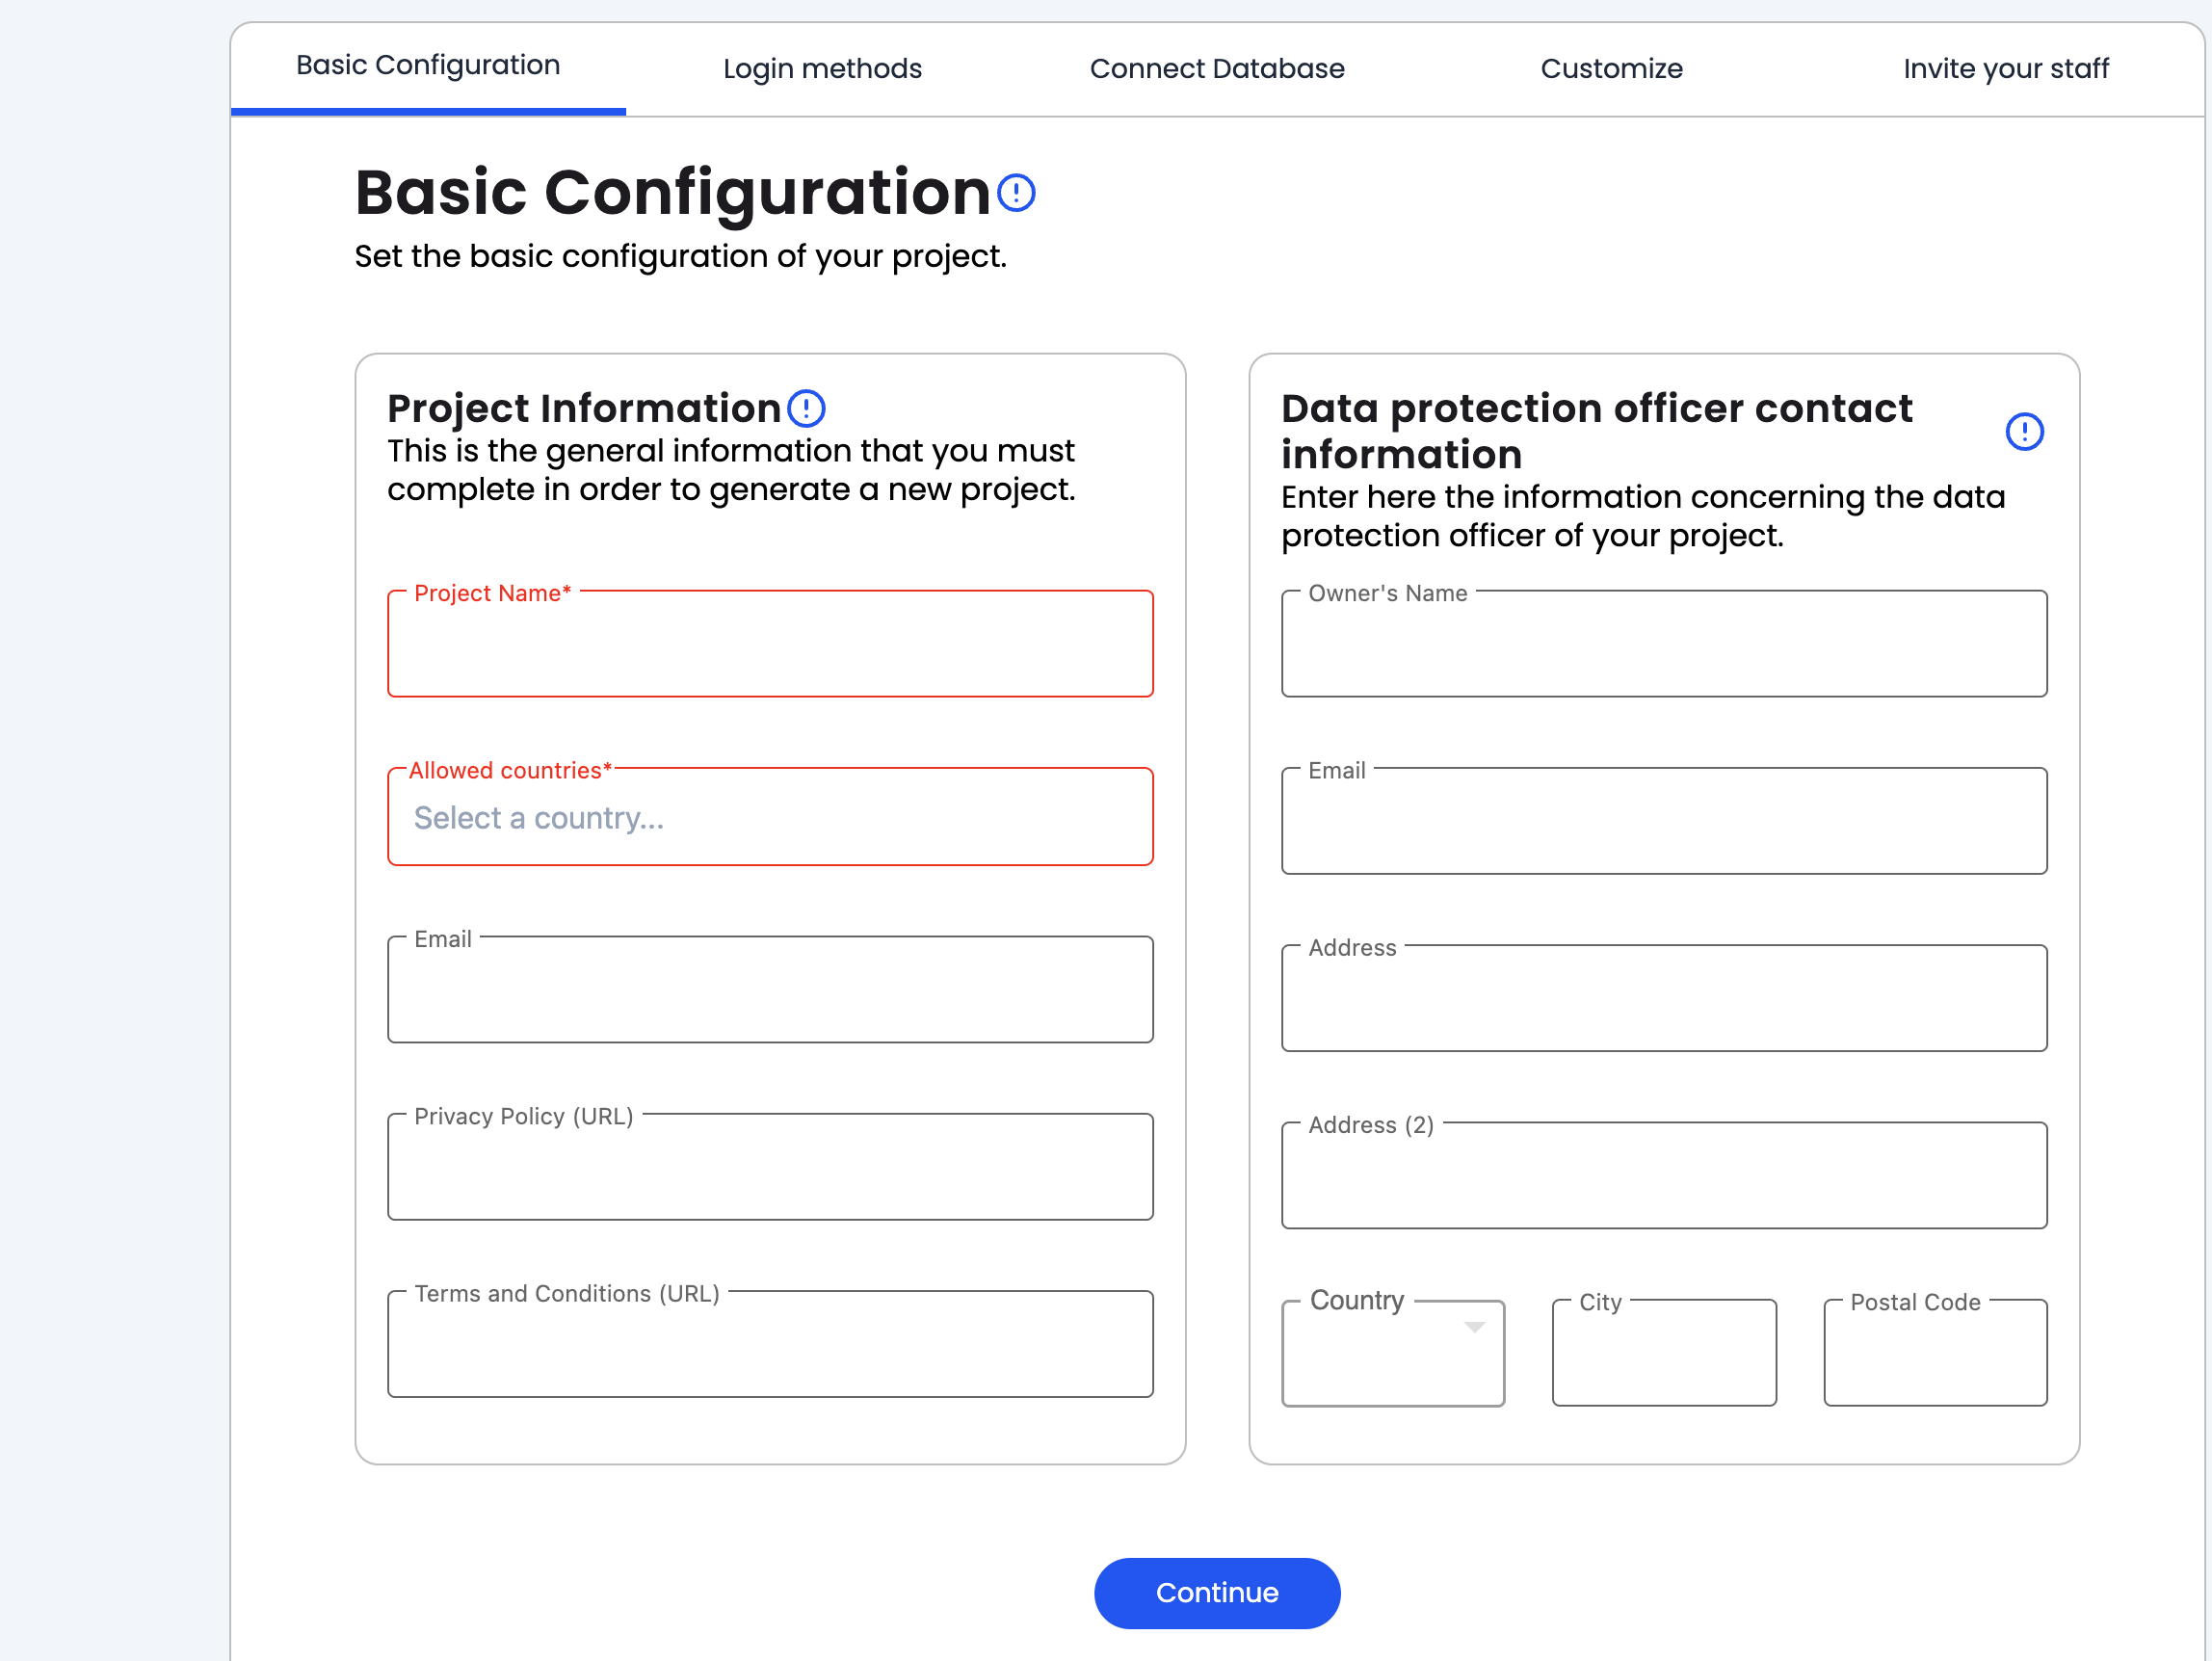 Basic Configuration
Login methods
Connect Database
Customize
Invite your staff
Basic Configuration
Set the basic configuration of your project.
Project Information
This is the general information that you must
complete in order to generate a new project.
Project Name*
Allowed countries*
Select a country...
Email
Privacy Policy (URL)
Terms and Conditions (URL)
Data protection officer contact
information
Enter here the information concerning the data
protection officer of your project.
Owner's Name
Email
Address
Address (2)
Country
City
Postal Code
Continue